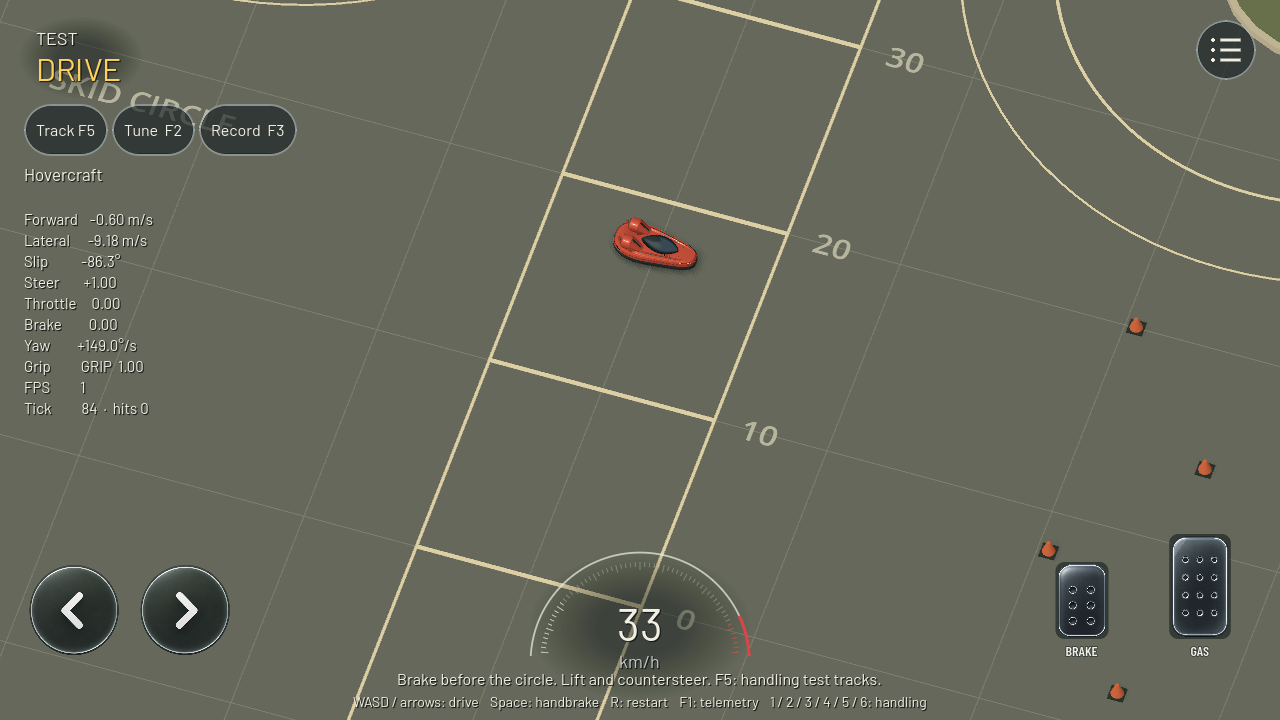 TEST
DRIVE
SKID CIRCLE
Track F5
Tune F2
Record F3
Hovercraft
Forward -0.60 m/s
Lateral -9.18 m/s
Slip -86.3°
Steer +1.00
Throttle 0.00
Brake 0.00
Yaw +149.0°/s
Grip GRIP 1.00
FPS 1
Tick 84 · hits 0
30
20
10
0
33
km/h
BRAKE
GAS
Brake before the circle. Lift and countersteer. F5: handling test tracks.
WASD / arrows: drive Space: handbrake R: restart F1: telemetry 1 / 2 / 3 / 4 / 5 / 6: handling